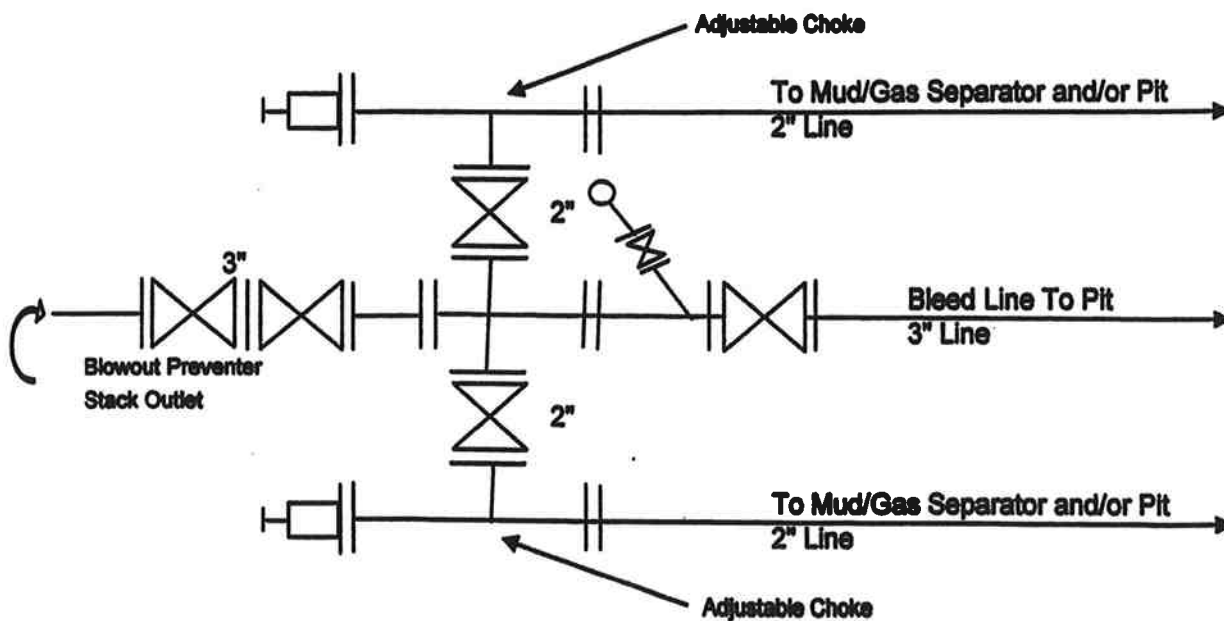 Adjustable Choke
To Mud/Gas Separator and/or Pit
2" Line
2"
3"
Bleed Line To Pit
3" Line
Blowout Preventer
Stack Outlet
2"
To Mud/Gas Separator and/or Pit
2" Line
Adjustable Choke